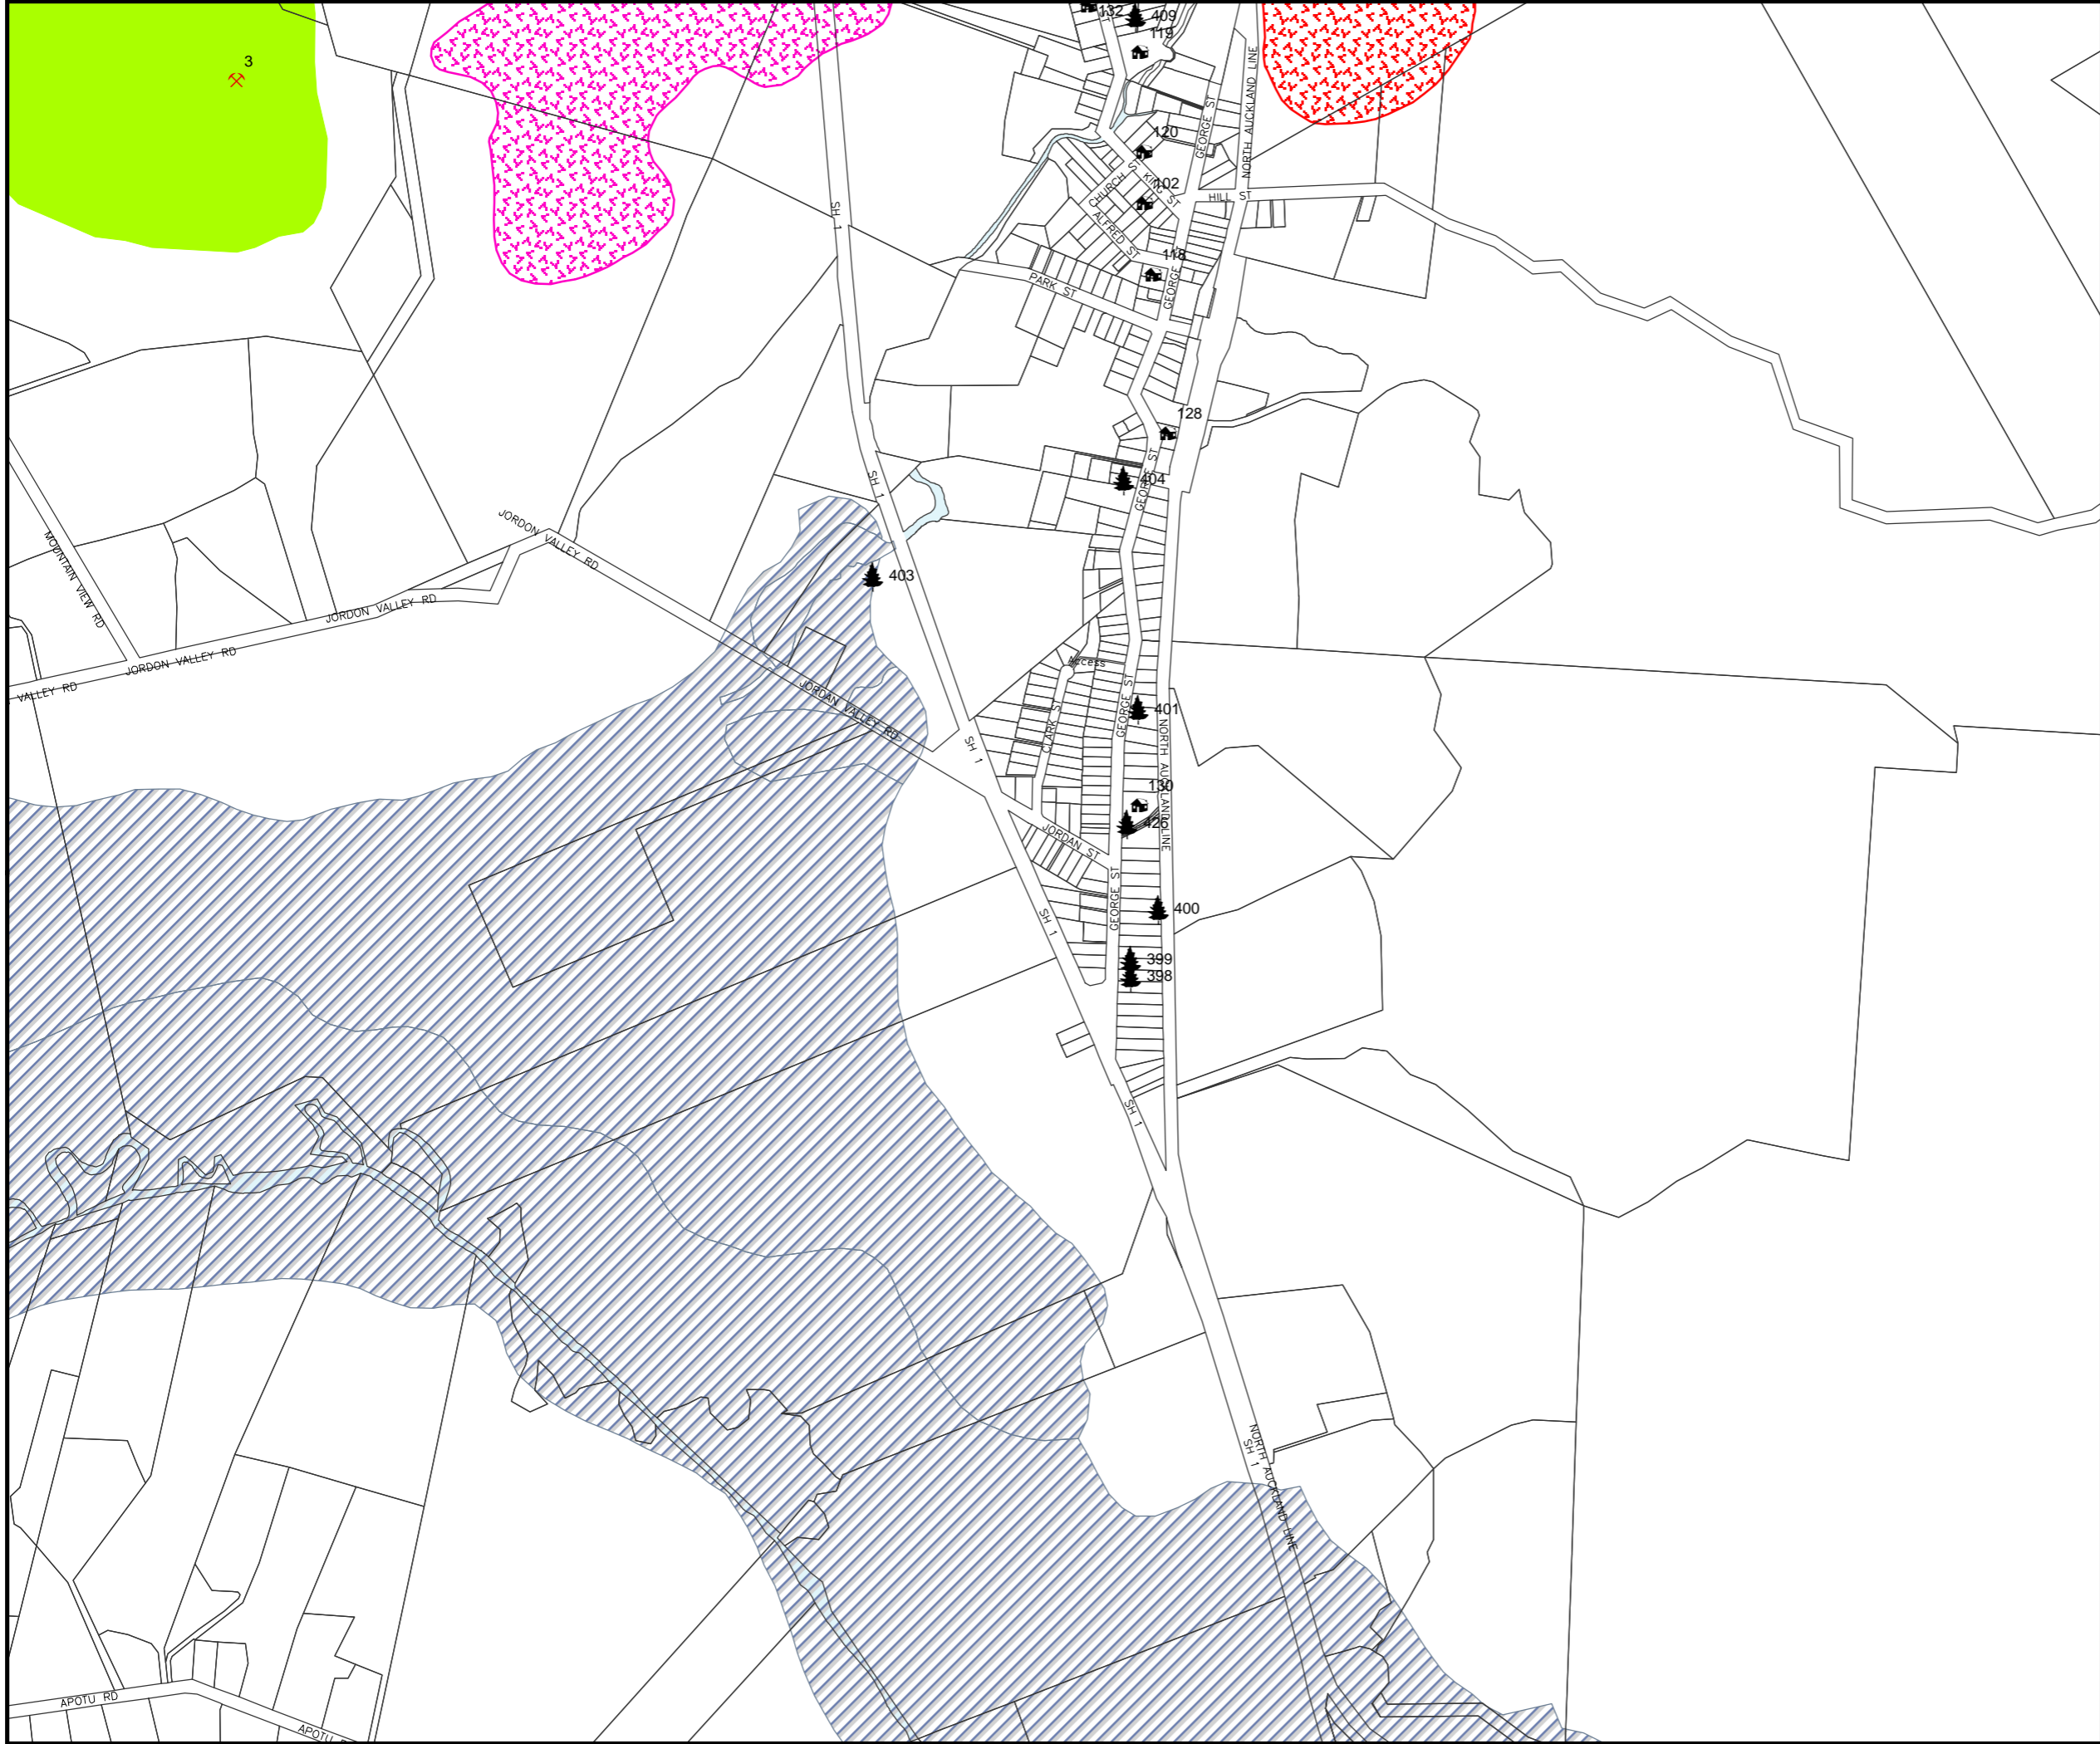 132
409
119
3
GEORGE ST
NORTH AUCKLAND LINE
120
CHURCH ST
KING ST
102
HILL ST
SH 1
ALFRED ST
118
GEORGE
PARK ST
128
GEORGE ST
404
SH 1
JORDON VALLEY RD
MOUNTAIN VIEW RD
403
JORDON VALLEY RD
JORDON VALLEY RD
VALLEY RD
Access
JORDAN VALLEY RD
GEORGE ST
401
CLARK ST
SH 1
NORTH AUCKLAND LINE
130
426
JORDAN ST
GEORGE ST
400
SH 1
399
398
SH 1
NORTH AUCKLAND LINE
SH 1
APOTU RD
APOTU